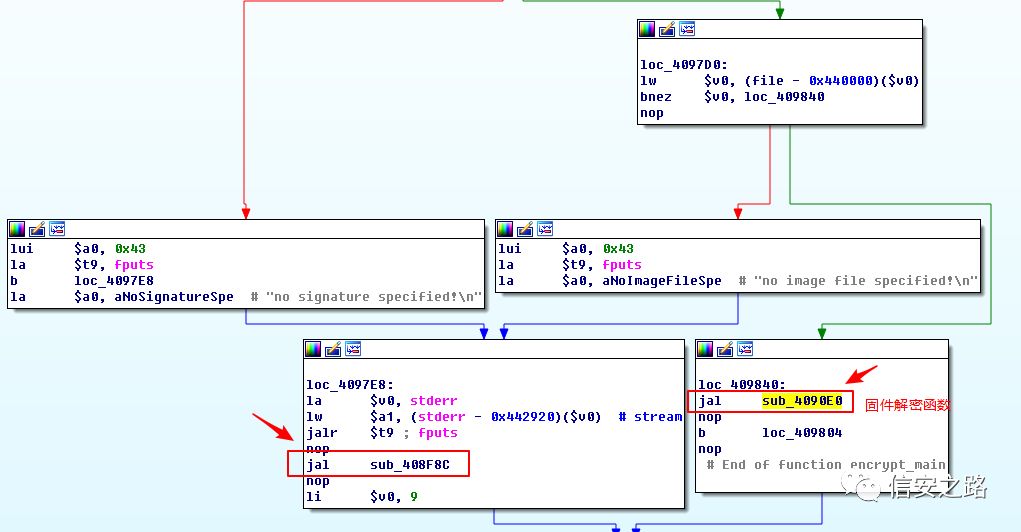 loc_4097D0:
lw $v0, (file - 0x440000)($v0)
bnez $v0, loc_409840
nop
lui $a0, 0x43
la $t9, fputs
b loc_4097E8
la $a0, aNoSignatureSpe # "no signature specified!\n"
lui $a0, 0x43
la $t9, fputs
la $a0, aNoImageFileSpe # "no image file specified!\n"
loc_4097E8:
la $v0, stderr
lw $a1, (stderr - 0x442920)($v0) # stream
jalr $t9 ; fputs
nop
jal sub_408F8C
nop
li $v0, 9
loc_409840:
jal sub_4090E0
固件解密函数
nop
b loc_409804
nop
# End of function encrypt_main
信安之路